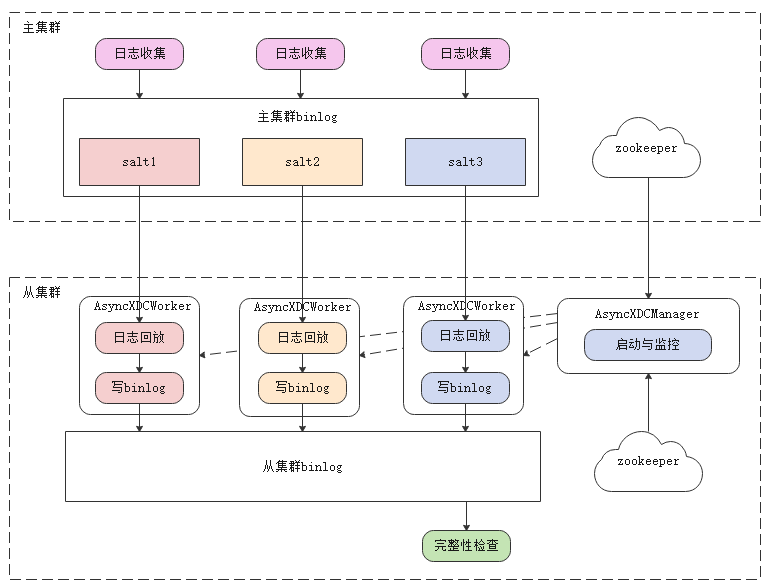 主集群
日志收集
日志收集
日志收集
主集群binlog
salt1
salt2
salt3
zookeeper
从集群
AsyncXDCWorker
AsyncXDCWorker
AsyncXDCWorker
AsyncXDCManager
日志回放
日志回放
日志回放
启动与监控
写binlog
写binlog
写binlog
从集群binlog
zookeeper
完整性检查